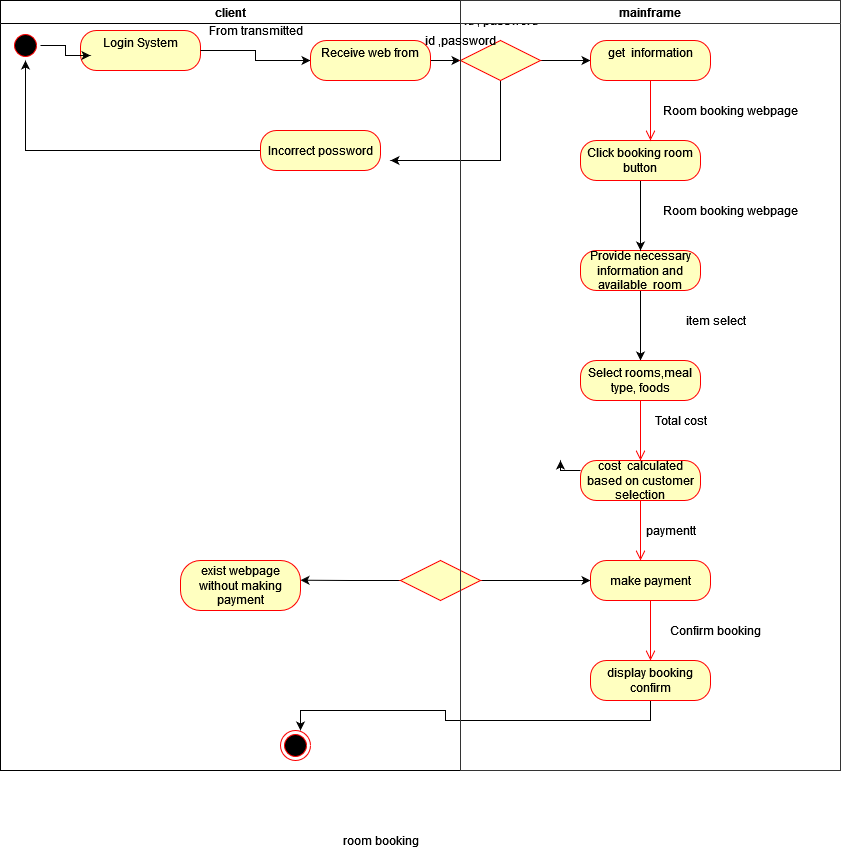 client
mainframe
id ,password
From transmitted
Login System
id ,password
Receive web from
get information
Room booking webpage
Incorrect possword
Click booking room
button
Room booking webpage
Provide necessary
information and
available room
item select
Select rooms,meal
type, foods
Total cost
cost calculated
based on customer
selection
paymentt
exist webpage
without making
payment
make payment
Confirm booking
display booking
confirm
room booking